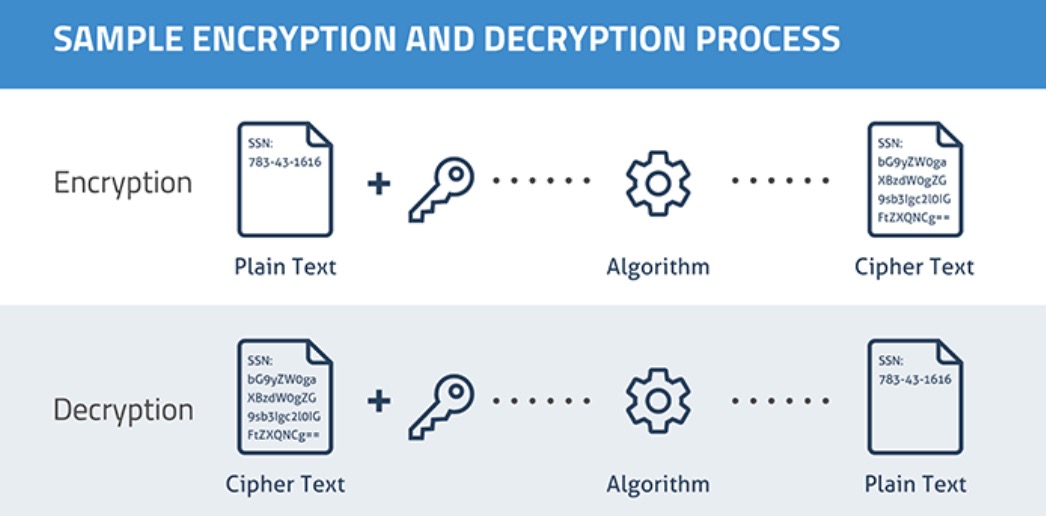 SAMPLE ENCRYPTION AND DECRYPTION PROCESS
Encryption
SSN:
783-43-1616
+
SSN:
bG9yZW0ga
XBzdW0gZG
9sb3Igc2l0IG
FtZXQNCg==
Plain Text
Algorithm
Cipher Text
Decryption
SSN:
bG9yZW0ga
XBzdW0gZG
9sb3Igc2l0IG
FtZXQNCg==
+
SSN:
783-43-1616
Cipher Text
Algorithm
Plain Text